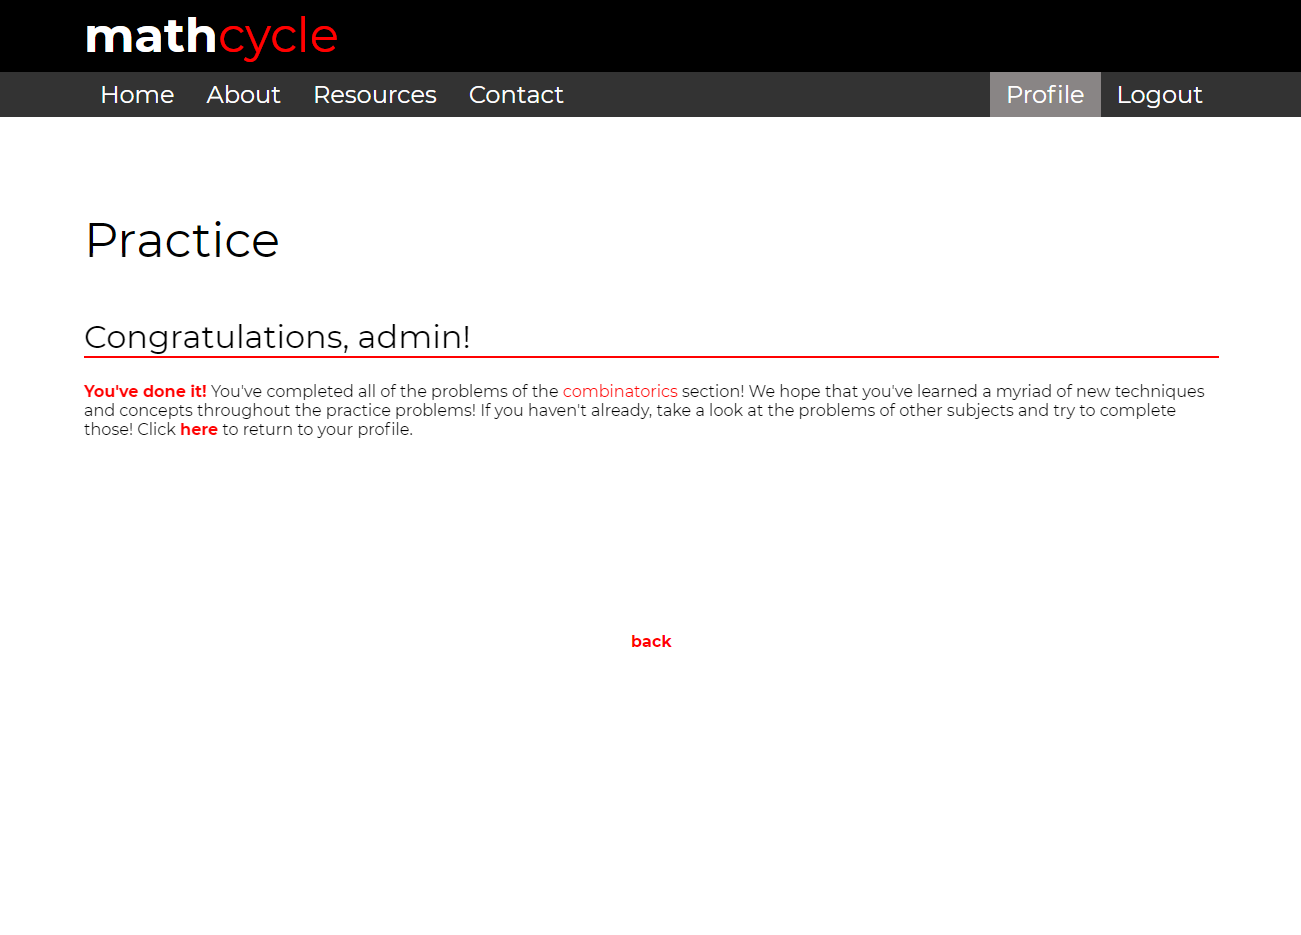 mathcycle
Home About Resources Contact Profile Logout
Practice
Congratulations, admin!
You've done it! You've completed all of the problems of the combinatorics section! We hope that you've learned a myriad of new techniques
and concepts throughout the practice problems! If you haven't already, take a look at the problems of other subjects and try to complete
those! Click here to return to your profile.
back